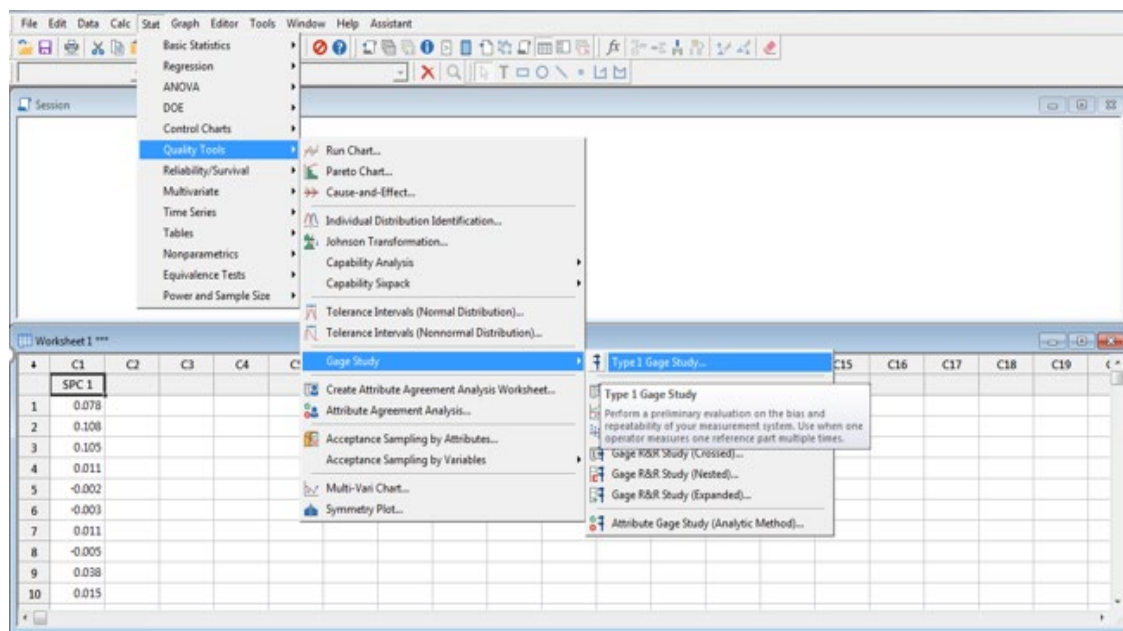 File Edit Data Calc Stat Graph Editor Tools Window Help Assistant
Basic Statistics
Regression
ANOVA
DOE
Control Charts
Quality Tools
Reliability/Survival
Multivariate
Time Series
Tables
Nonparametrics
Equivalence Tests
Power and Sample Size
Run Chart...
Pareto Chart...
Cause-and-Effect...
Individual Distribution Identification...
Johnson Transformation...
Capability Analysis
Capability Sixpack
Tolerance Intervals (Normal Distribution)...
Tolerance Intervals (Nonnormal Distribution)...
Gage Study
Create Attribute Agreement Analysis Worksheet...
Attribute Agreement Analysis...
Acceptance Sampling by Attributes...
Acceptance Sampling by Variables
Multi-Vari Chart...
Symmetry Plot...
Type 1 Gage Study...
Type 1 Gage Study
Perform a preliminary evaluation on the bias and
repeatability of your measurement system. Use when one
operator measures one reference part multiple times.
Gage R&R Study (Crossed)...
Gage R&R Study (Nested)...
Gage R&R Study (Expanded)...
Attribute Gage Study (Analytic Method)...
Session
Worksheet 1 ***
C1 C2 C3 C4 C15 C16 C17 C18 C19
SPC 1
1 0.078
2 0.108
3 0.105
4 0.011
5 -0.002
6 -0.003
7 0.011
8 -0.005
9 0.038
10 0.015